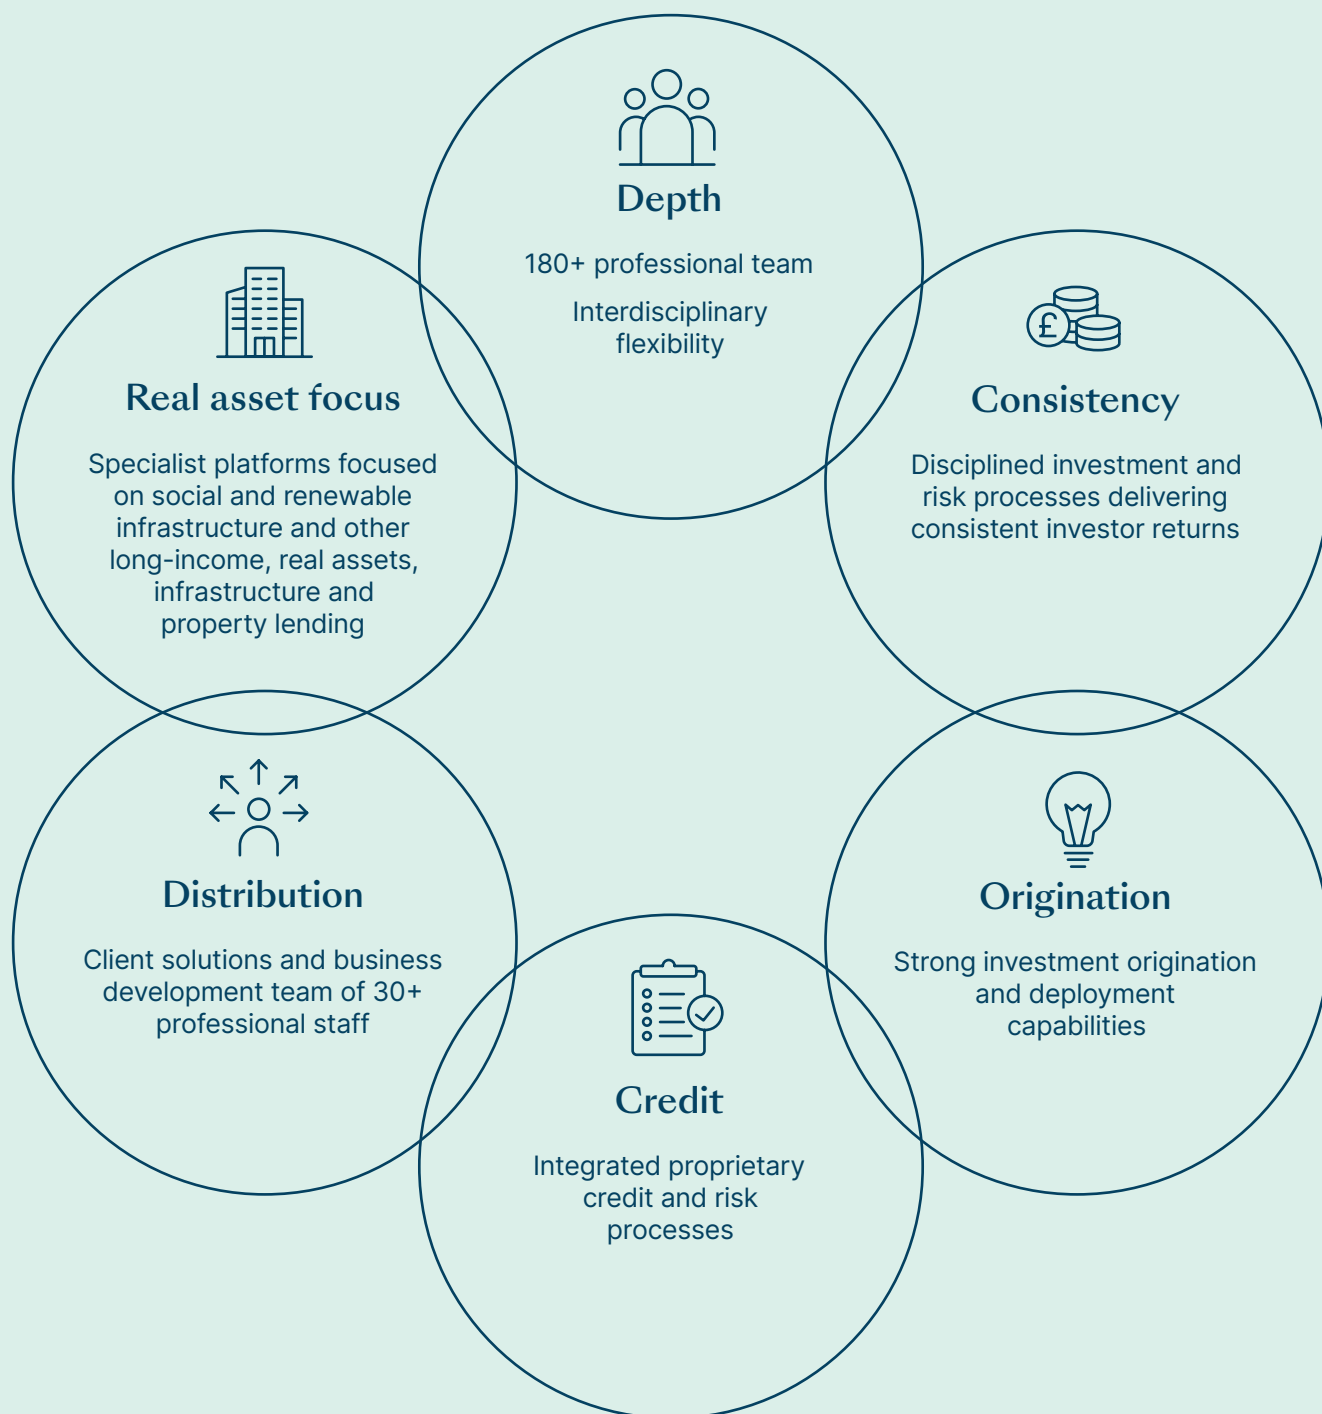 Depth
180+ professional team
Interdisciplinary
flexibility
Real asset focus
Specialist platforms focused
on social and renewable
infrastructure and other
long-income, real assets,
infrastructure and
property lending
£
Consistency
Disciplined investment and
risk processes delivering
consistent investor returns
Distribution
Client solutions and business
development team of 30+
professional staff
Origination
Strong investment origination
and deployment
capabilities
Credit
Integrated proprietary
credit and risk
processes